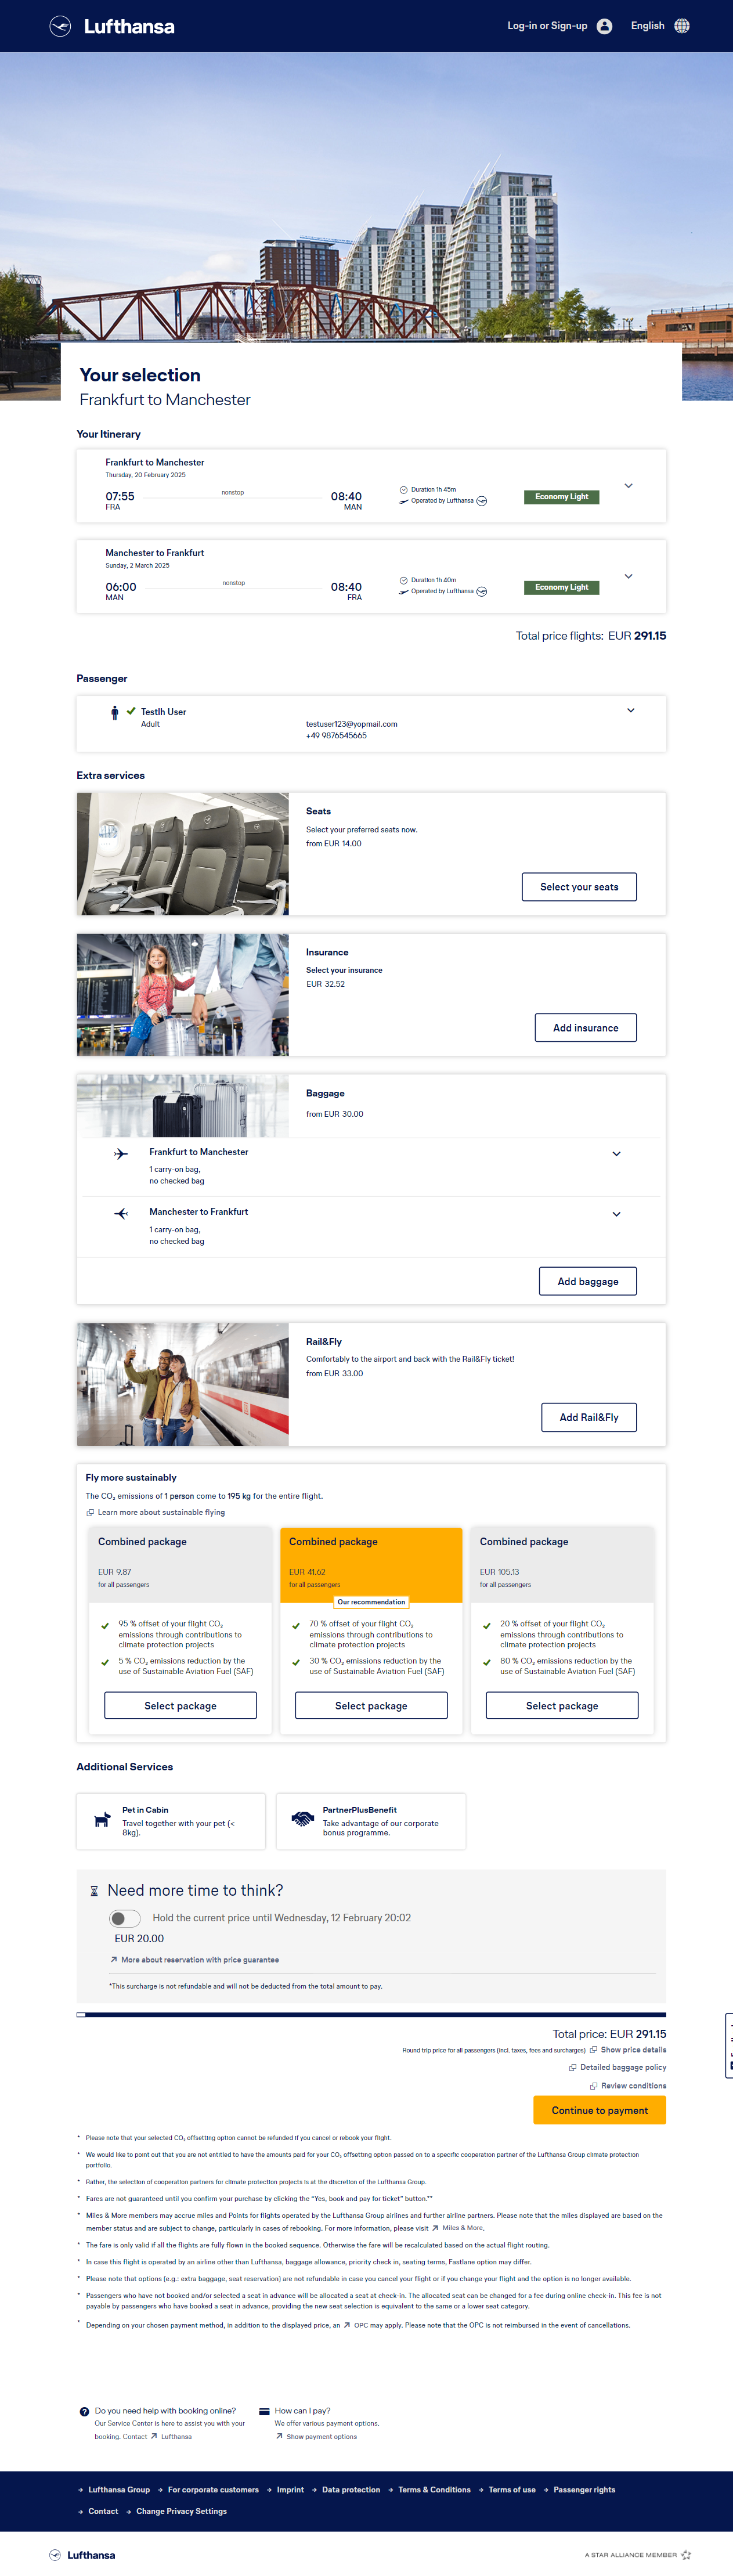 Lufthansa
Log-in or Sign-up
English
Your selection
Frankfurt to Manchester
Your Itinerary
Frankfurt to Manchester
Thursday, 20 February 2025
07:55
nonstop
08:40
FRA
MAN
Duration 1h 45m
Operated by Lufthansa
Economy Light
Manchester to Frankfurt
Sunday, 2 March 2025
06:00
nonstop
08:40
MAN
FRA
Duration 1h 40m
Operated by Lufthansa
Economy Light
Total price flights: EUR 291.15
Passenger
Testlh User
Adult
testuser123@yopmail.com
+49 9876545665
Extra services
Seats
Select your preferred seats now.
from EUR 14.00
Select your seats
Insurance
Select your insurance
EUR 32.52
Add insurance
Baggage
from EUR 30.00
Frankfurt to Manchester
1 carry-on bag,
no checked bag
Manchester to Frankfurt
1 carry-on bag,
no checked bag
Add baggage
Rail&Fly
Comfortably to the airport and back with the Rail&Fly ticket!
from EUR 33.00
Add Rail&Fly
Fly more sustainably
The CO₂ emissions of 1 person come to 195 kg for the entire flight.
Learn more about sustainable flying
Combined package
EUR 9.87
for all passengers
95 % offset of your flight CO₂
emissions through contributions to
climate protection projects
5 % CO₂ emissions reduction by the
use of Sustainable Aviation Fuel (SAF)
Select package
Combined package
EUR 41.62
for all passengers
Our recommendation
70 % offset of your flight CO₂
emissions through contributions to
climate protection projects
30 % CO₂ emissions reduction by the
use of Sustainable Aviation Fuel (SAF)
Select package
Combined package
EUR 105.13
for all passengers
20 % offset of your flight CO₂
emissions through contributions to
climate protection projects
80 % CO₂ emissions reduction by the
use of Sustainable Aviation Fuel (SAF)
Select package
Additional Services
Pet in Cabin
Travel together with your pet (<
8kg).
PartnerPlusBenefit
Take advantage of our corporate
bonus programme.
Need more time to think?
Hold the current price until Wednesday, 12 February 20:02
EUR 20.00
More about reservation with price guarantee
*This surcharge is not refundable and will not be deducted from the total amount to pay.
Total price: EUR 291.15
Round trip price for all passengers (incl. taxes, fees and surcharges)
Show price details
Detailed baggage policy
Review conditions
Continue to payment
* Please note that your selected CO₂ offsetting option cannot be refunded if you cancel or rebook your flight.
* We would like to point out that you are not entitled to have the amounts paid for your CO₂ offsetting option passed on to a specific cooperation partner of the Lufthansa Group climate protection
portfolio.
* Rather, the selection of cooperation partners for climate protection projects is at the discretion of the Lufthansa Group.
* Fares are not guaranteed until you confirm your purchase by clicking the "Yes, book and pay for ticket" button.**
* Miles & More members may accrue miles and Points for flights operated by the Lufthansa Group airlines and further airline partners. Please note that the miles displayed are based on the
member status and are subject to change, particularly in cases of rebooking. For more information, please visit Miles & More.
* The fare is only valid if all the flights are fully flown in the booked sequence. Otherwise the fare will be recalculated based on the actual flight routing.
* In case this flight is operated by an airline other than Lufthansa, baggage allowance, priority check in, seating terms, Fastlane option may differ.
* Please note that options (e.g.: extra baggage, seat reservation) are not refundable in case you cancel your flight or if you change your flight and the option is no longer available.
* Passengers who have not booked and/or selected a seat in advance will be allocated a seat at check-in. The allocated seat can be changed for a fee during online check-in. This fee is not
payable by passengers who have booked a seat in advance, providing the new seat selection is equivalent to the same or a lower seat category.
* Depending on your chosen payment method, in addition to the displayed price, an OPC may apply. Please note that the OPC is not reimbursed in the event of cancellations.
Do you need help with booking online?
Our Service Center is here to assist you with your
booking. Contact Lufthansa
How can I pay?
We offer various payment options.
Show payment options
Lufthansa Group
For corporate customers
Imprint
Data protection
Terms & Conditions
Terms of use
Passenger rights
Contact
Change Privacy Settings
Lufthansa
A STAR ALLIANCE MEMBER